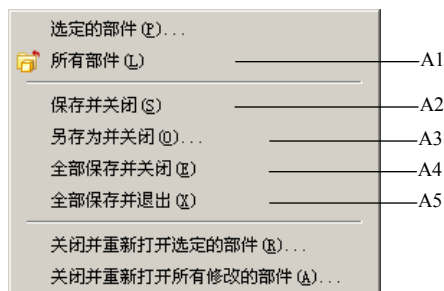 选定的部件(P)...
所有部件(L) A1
保存并关闭(S) A2
另存为并关闭(O)... A3
全部保存并关闭(E) A4
全部保存并退出(X) A5
关闭并重新打开选定的部件(R)...
关闭并重新打开所有修改的部件(A)...